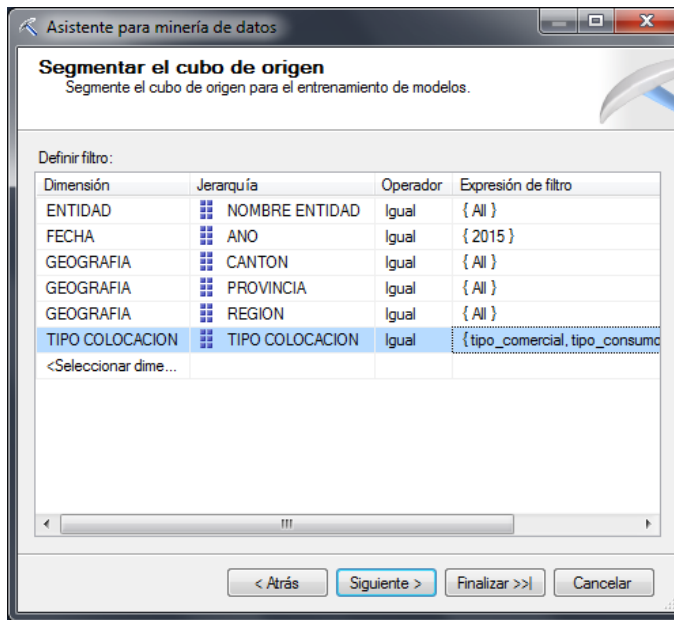 Asistente para minería de datos
Segmentar el cubo de origen
Segmente el cubo de origen para el entrenamiento de modelos.
Definir filtro:
Dimensión Jerarquía Operador Expresión de filtro
ENTIDAD NOMBRE ENTIDAD Igual { All }
FECHA ANO Igual { 2015 }
GEOGRAFIA CANTON Igual { All }
GEOGRAFIA PROVINCIA Igual { All }
GEOGRAFIA REGION Igual { All }
TIPO COLOCACION TIPO COLOCACION Igual { tipo_comercial, tipo_consumo
<Seleccionar dime...
< Atrás Siguiente > Finalizar >>| Cancelar